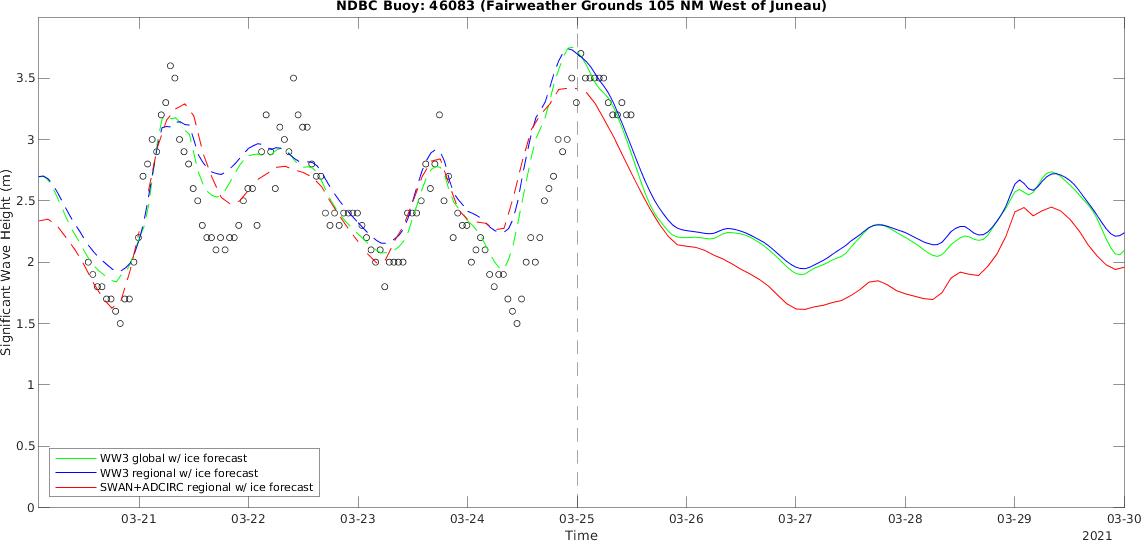 NDBC Buoy: 46083 (Fairweather Grounds 105 NM West of Juneau)
Significant Wave Height (m)
3.5
3
2.5
2
1.5
1
0.5
0
WW3 global w/ ice forecast
WW3 regional w/ ice forecast
SWAN+ADCIRC regional w/ ice forecast
03-21 03-22 03-23 03-24 03-25 03-26 03-27 03-28 03-29 03-30
Time
2021